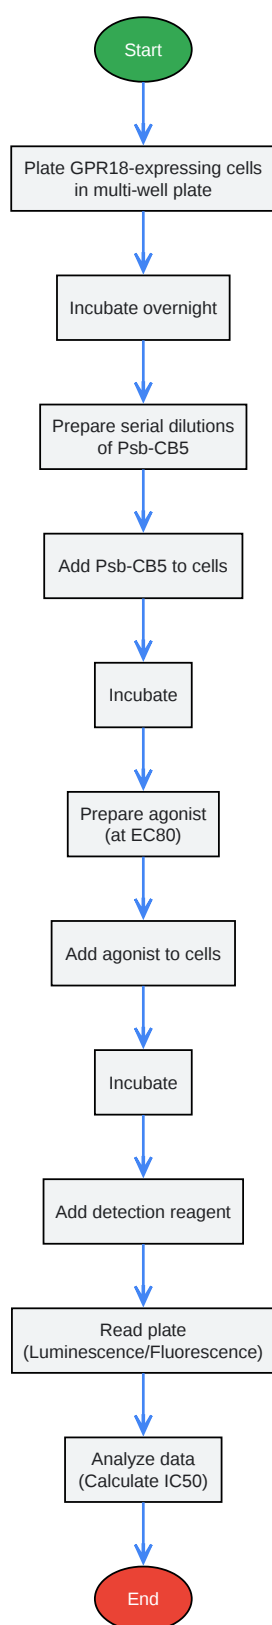 Start
Plate GPR18-expressing cells
in multi-well plate
Incubate overnight
Prepare serial dilutions
of Psb-CB5
Add Psb-CB5 to cells
Incubate
Prepare agonist
(at EC80)
Add agonist to cells
Incubate
Add detection reagent
Read plate
(Luminescence/Fluorescence)
Analyze data
(Calculate IC50)
End